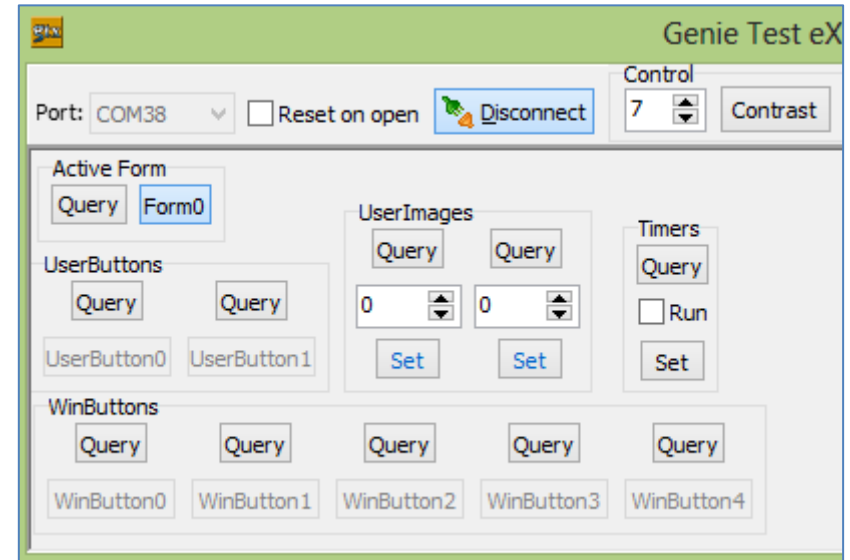 Genie Test eX
Control
Port: COM38 Reset on open Disconnect 7 Contrast
Active Form
Query Form0
UserImages
Timers
Query Query
Query
UserButtons
Query Query
0 0
Run
UserButton0 UserButton1
Set Set
Set
WinButtons
Query Query Query Query Query
WinButton0 WinButton1 WinButton2 WinButton3 WinButton4